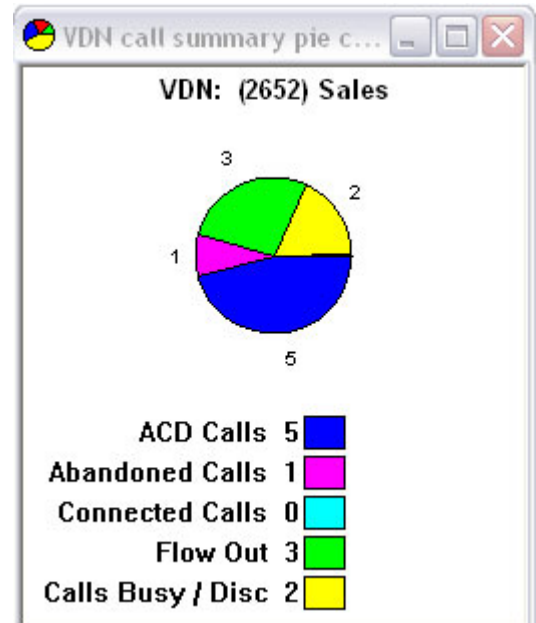 VDN call summary pie c...
VDN: (2652) Sales
3
2
1
5
ACD Calls 5
Abandoned Calls 1
Connected Calls 0
Flow Out 3
Calls Busy / Disc 2